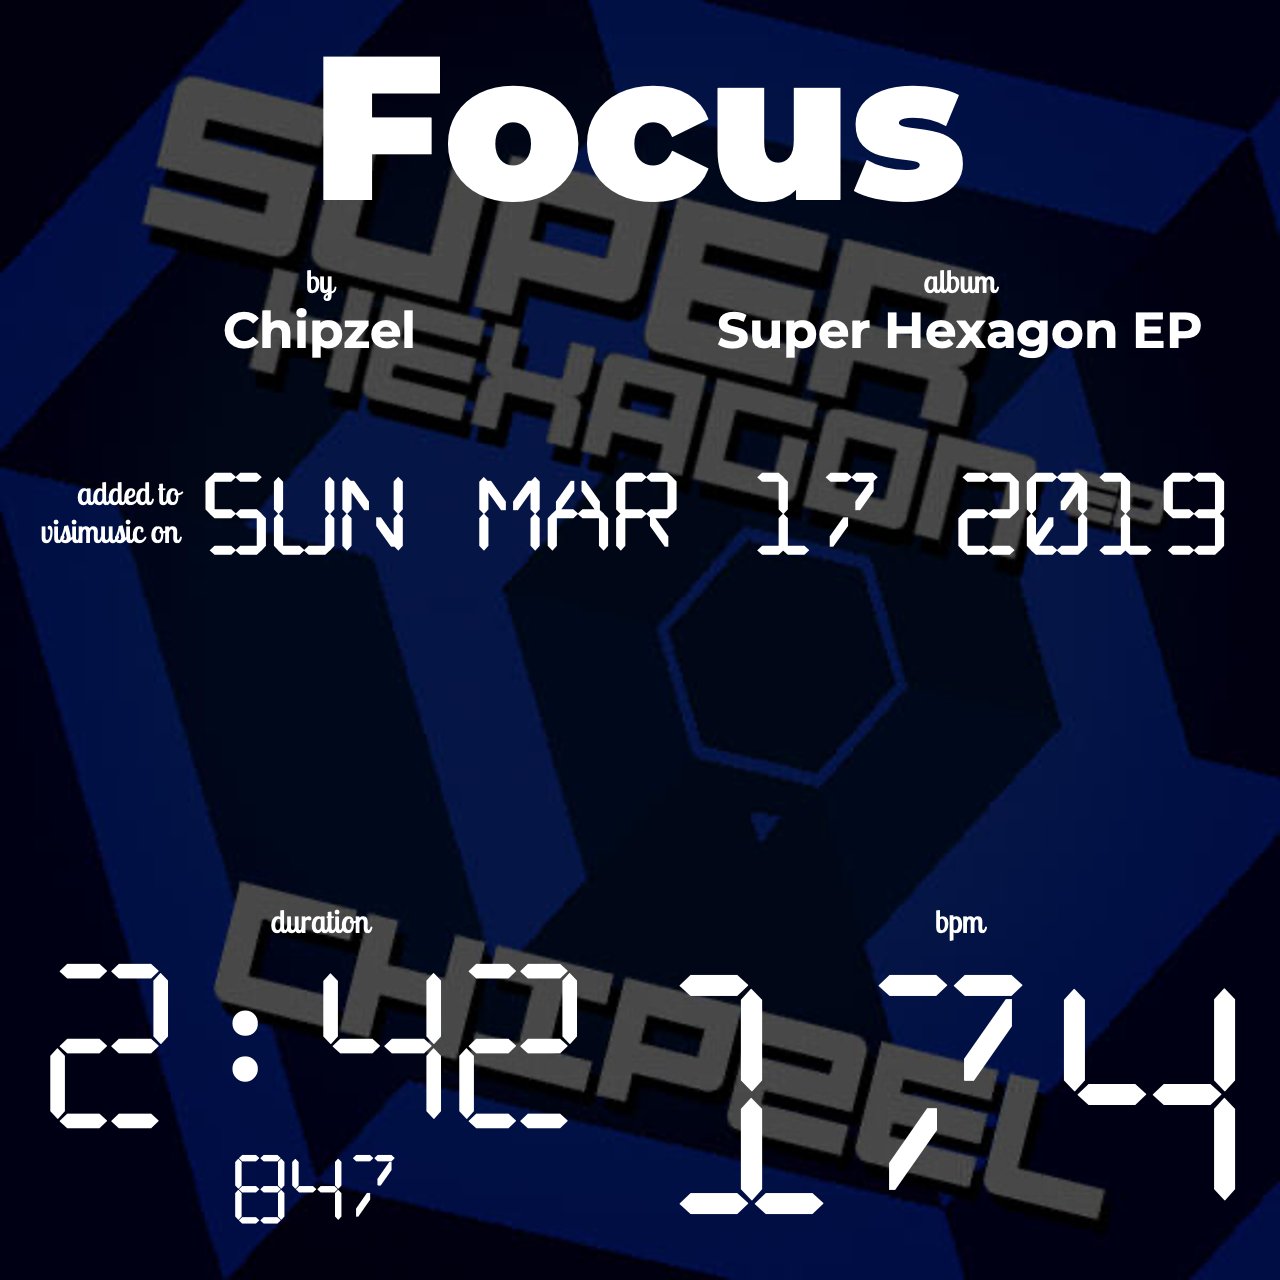 Focus
by
Chipzel
album
Super Hexagon EP
added to
visimusic on
SUN MAR 17 2019
duration
2:42
847
bpm
174
SUPER
HEXAGON EP
CHIPZEL